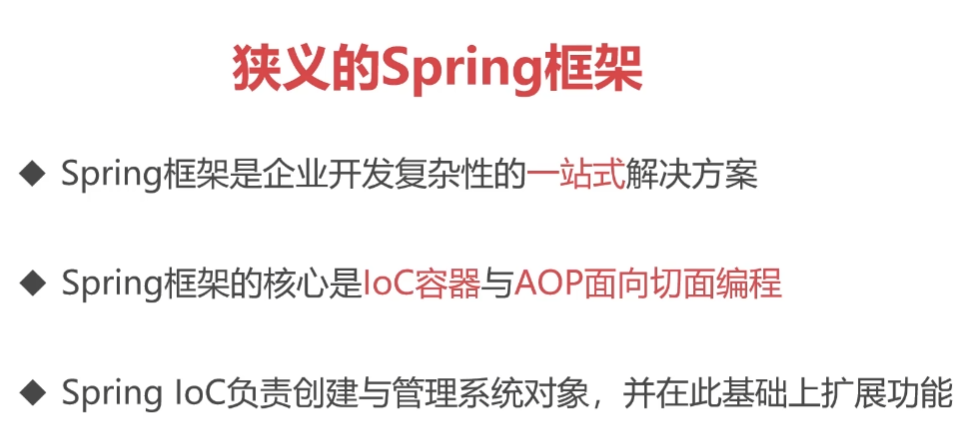 狭义的Spring框架
◆ Spring框架是企业开发复杂性的一站式解决方案
◆ Spring框架的核心是IoC容器与AOP面向切面编程
◆ Spring IoC负责创建与管理系统对象，并在此基础上扩展功能